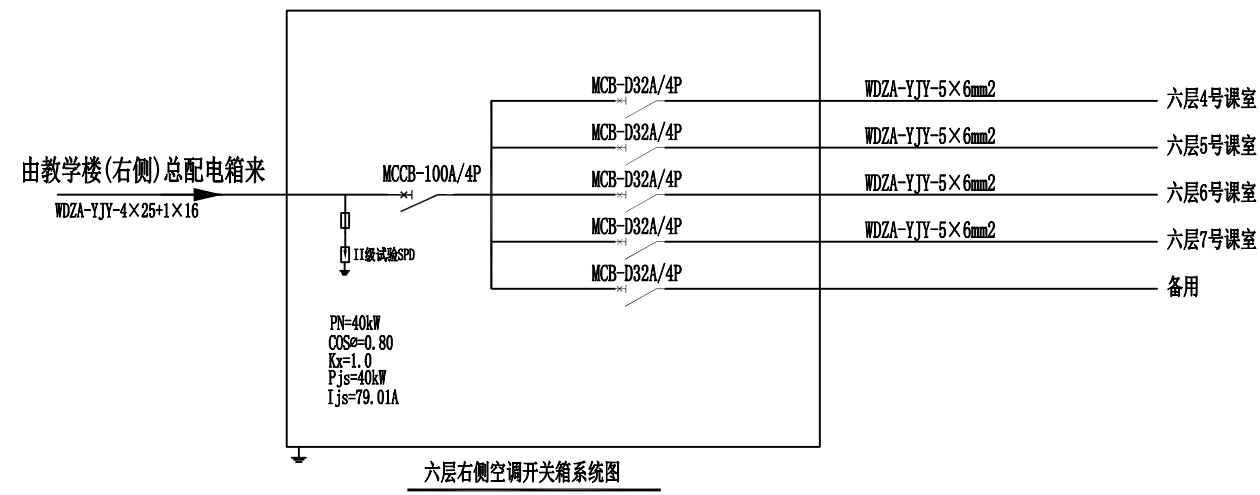 MCB-D32A/4P
WDZA-YJY-5×6mm2
六层4号课室
MCB-D32A/4P
WDZA-YJY-5×6mm2
六层5号课室
由教学楼(右侧)总配电箱来
WDZA-YJY-4×25+1×16
MCCB-100A/4P
MCB-D32A/4P
WDZA-YJY-5×6mm2
六层6号课室
MCB-D32A/4P
WDZA-YJY-5×6mm2
六层7号课室
II级试验SPD
MCB-D32A/4P
备用
PN=40kW
COSø=0.80
Kx=1.0
Pjs=40kW
Ijs=79.01A
六层右侧空调开关箱系统图